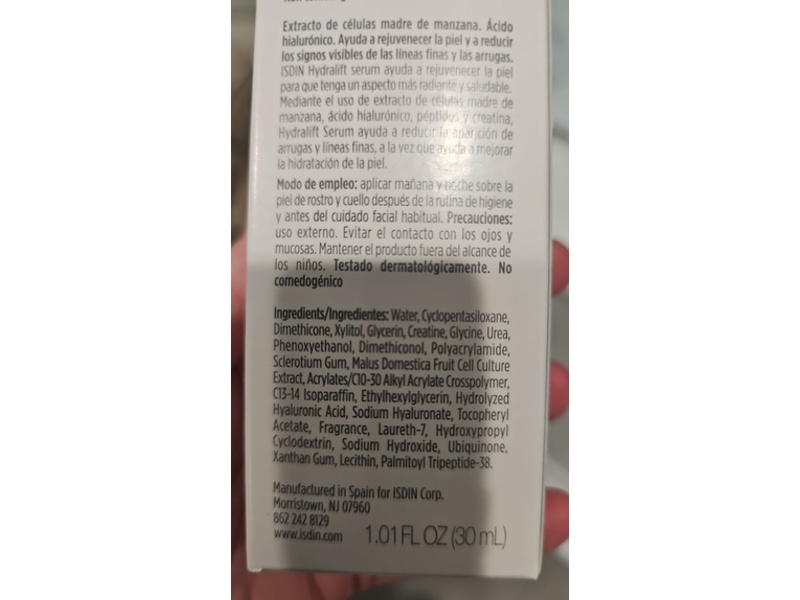 Extracto de células madre de manzana. Ácido
hialurónico. Ayuda a rejuvenecer la piel y a reducir
los signos visibles de las líneas finas y las arrugas.
ISDIN Hydralift serum ayuda a rejuvenecer la piel
para que tenga un aspecto más radiante y saludable.
Mediante el uso de extracto de células madre de
manzana, ácido hialurónico, péptidos y creatina,
Hydralift Serum ayuda a reducir la aparición de
arrugas y líneas finas, a la vez que ayuda a mejorar
la hidratación de la piel.
Modo de empleo: aplicar mañana y noche sobre la
piel de rostro y cuello después de la rutina de higiene
y antes del cuidado facial habitual. Precauciones:
uso externo. Evitar el contacto con los ojos y
mucosas. Mantener el producto fuera del alcance de
los niños. Testado dermatológicamente. No
comedogénico
Ingredients/Ingredientes: Water, Cyclopentasiloxane,
Dimethicone, Xylitol, Glycerin, Creatine, Glycine, Urea,
Phenoxyethanol, Dimethiconol, Polyacrylamide,
Sclerotium Gum, Malus Domestica Fruit Cell Culture
Extract, Acrylates/C10-30 Alkyl Acrylate Crosspolymer,
C13-14 Isoparaffin, Ethylhexylglycerin, Hydrolyzed
Hyaluronic Acid, Sodium Hyaluronate, Tocopheryl
Acetate, Fragrance, Laureth-7, Hydroxypropyl
Cyclodextrin, Sodium Hydroxide, Ubiquinone,
Xanthan Gum, Lecithin, Palmitoyl Tripeptide-38.
Manufactured in Spain for ISDIN Corp.
Morristown, NJ 07960
862 242 8129
www.isdin.com 1.01 FL OZ (30 mL)